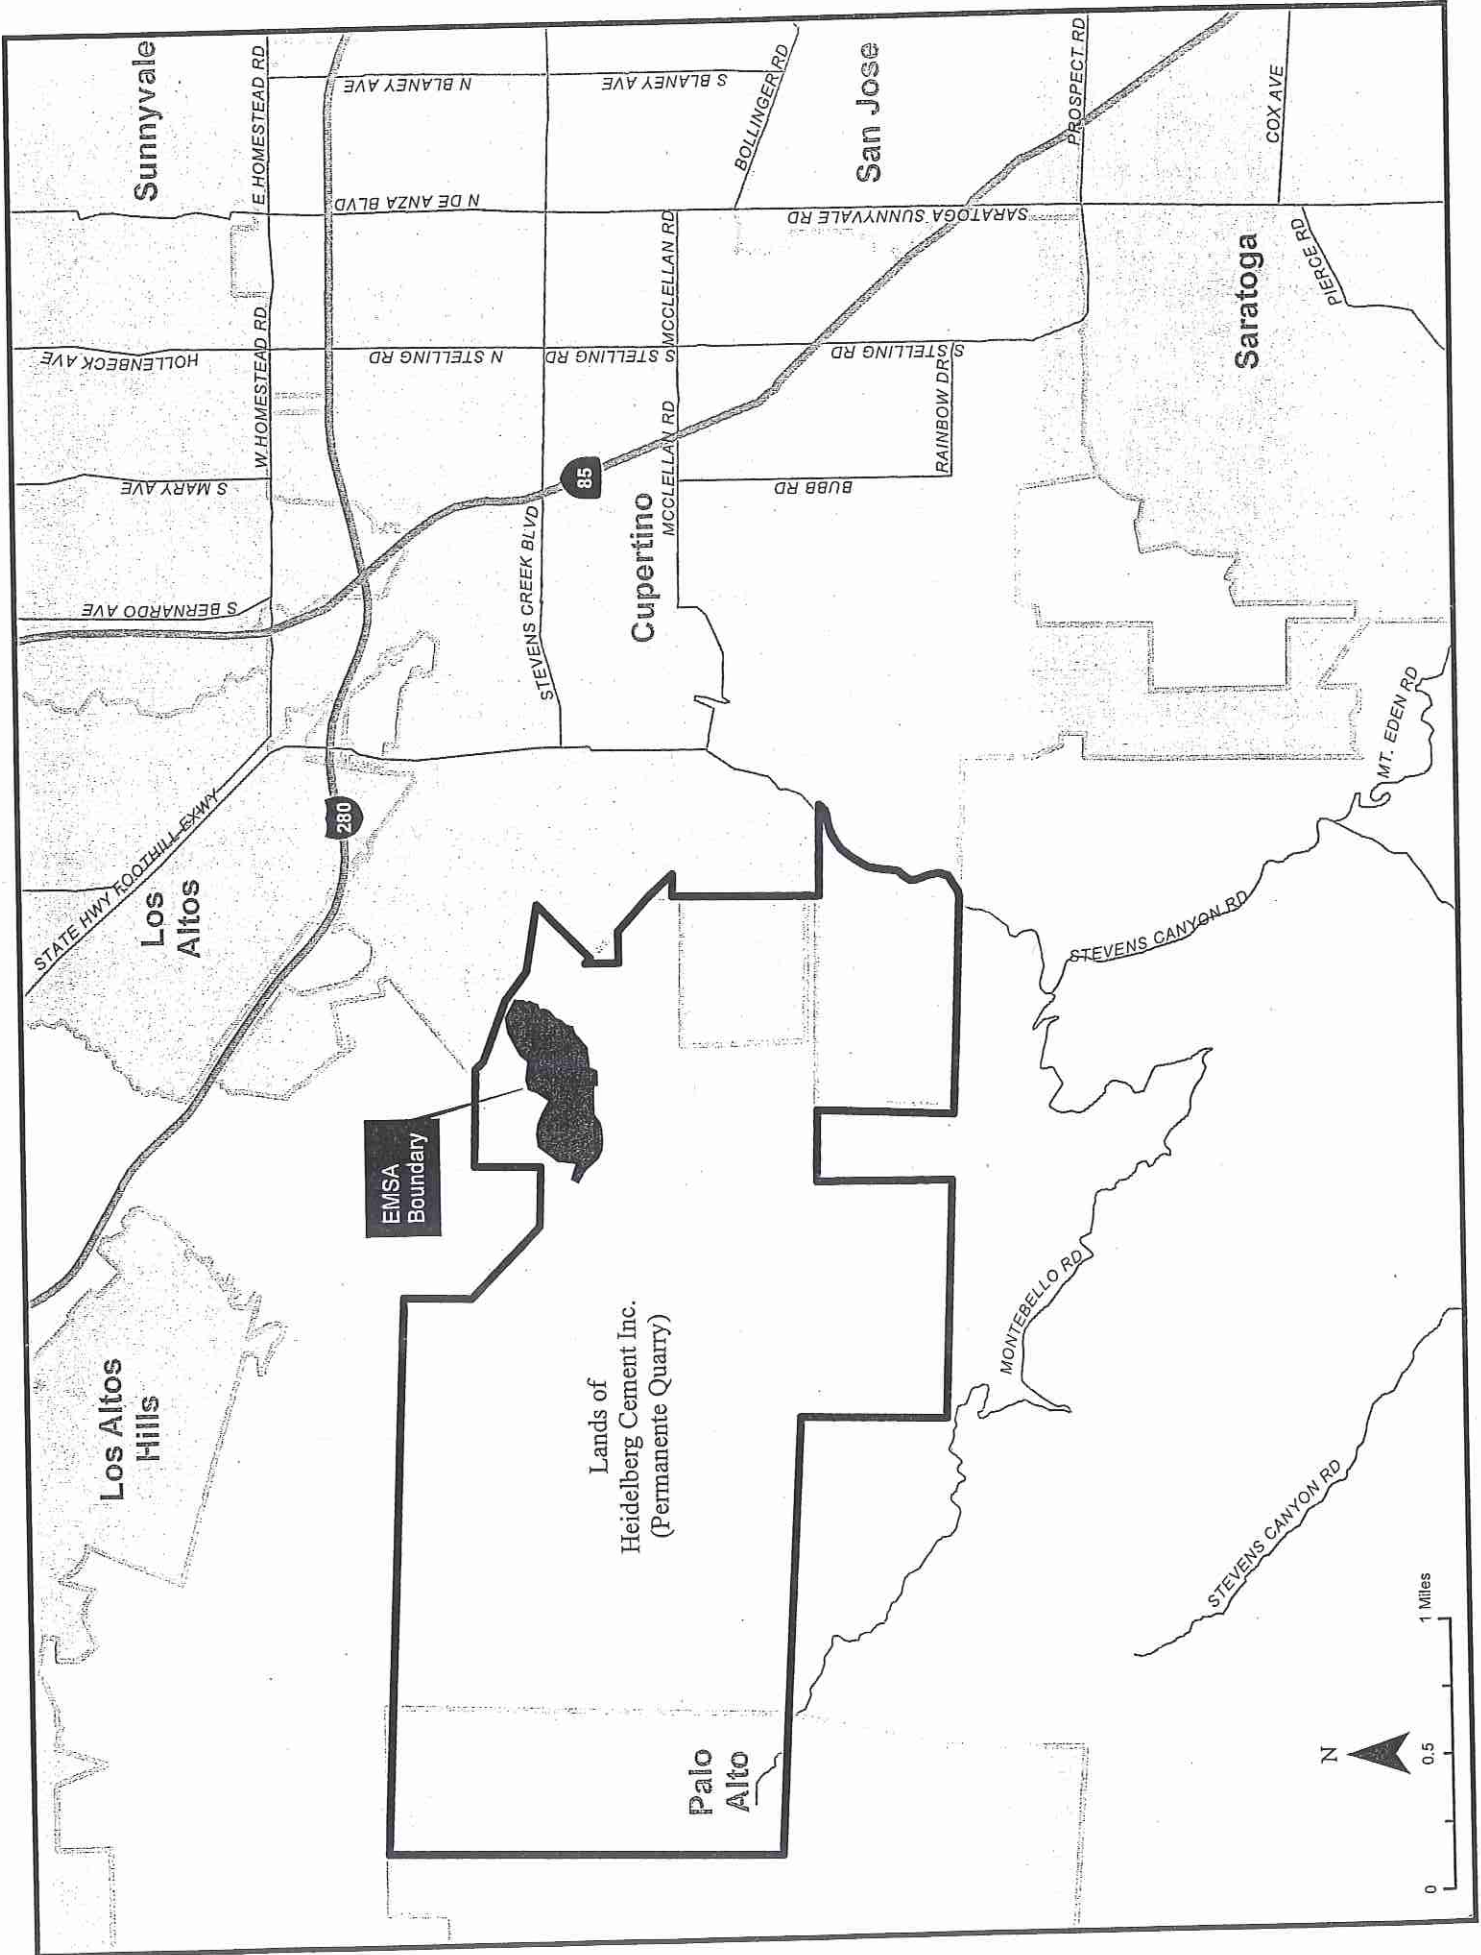 Sunnyvale
E HOMESTEAD RD
N BLANEY AVE
S BLANEY AVE
BOLLINGER RD
San Jose
PROSPECT RD
COX AVE
N DE ANZA BLVD
SARATOGA SUNNYVALE RD
MCCLELLAN RD
PIERCE RD
Saratoga
HOLLENBECK AVE
W HOMESTEAD RD
N STELLING RD
S STELLING RD
S STELLING RD
RAINBOW DR
S MARY AVE
85
MCCLELLAN RD
BUBB RD
Cupertino
STEVENS CREEK BLVD
S BERNARDO AVE
MT. EDEN RD
STATE HWY FOOTHILL EXWY
280
Los
Altos
STEVENS CANYON RD
EMSA
Boundary
MONTEBELLO RD
Los Altos
Hills
Lands of
Heidelberg Cement Inc.
(Permanente Quarry)
STEVENS CANYON RD
Palo
Alto
N
0
0.5
1 Miles